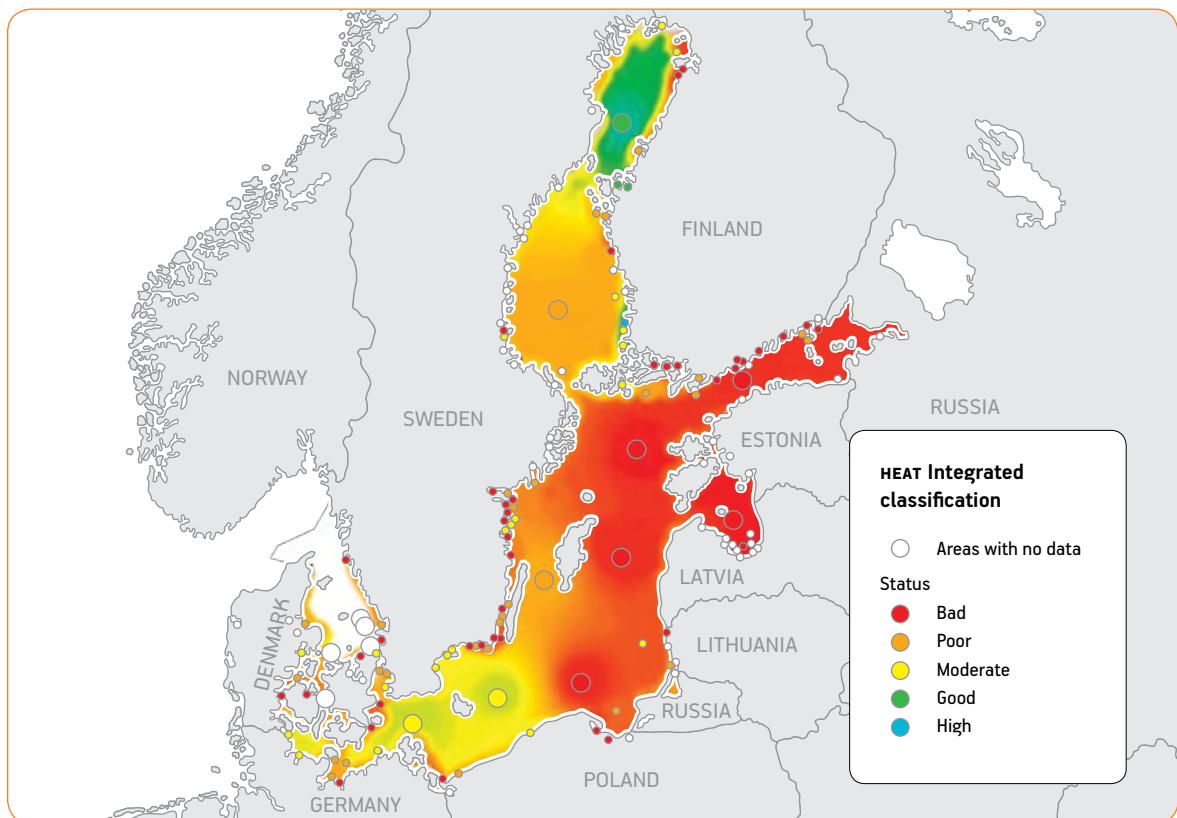 FINLAND
NORWAY
SWEDEN
RUSSIA
ESTONIA
LATVIA
DENMARK
LITHUANIA
RUSSIA
POLAND
GERMANY
HEAT Integrated
classification
Areas with no data
Status
Bad
Poor
Moderate
Good
High